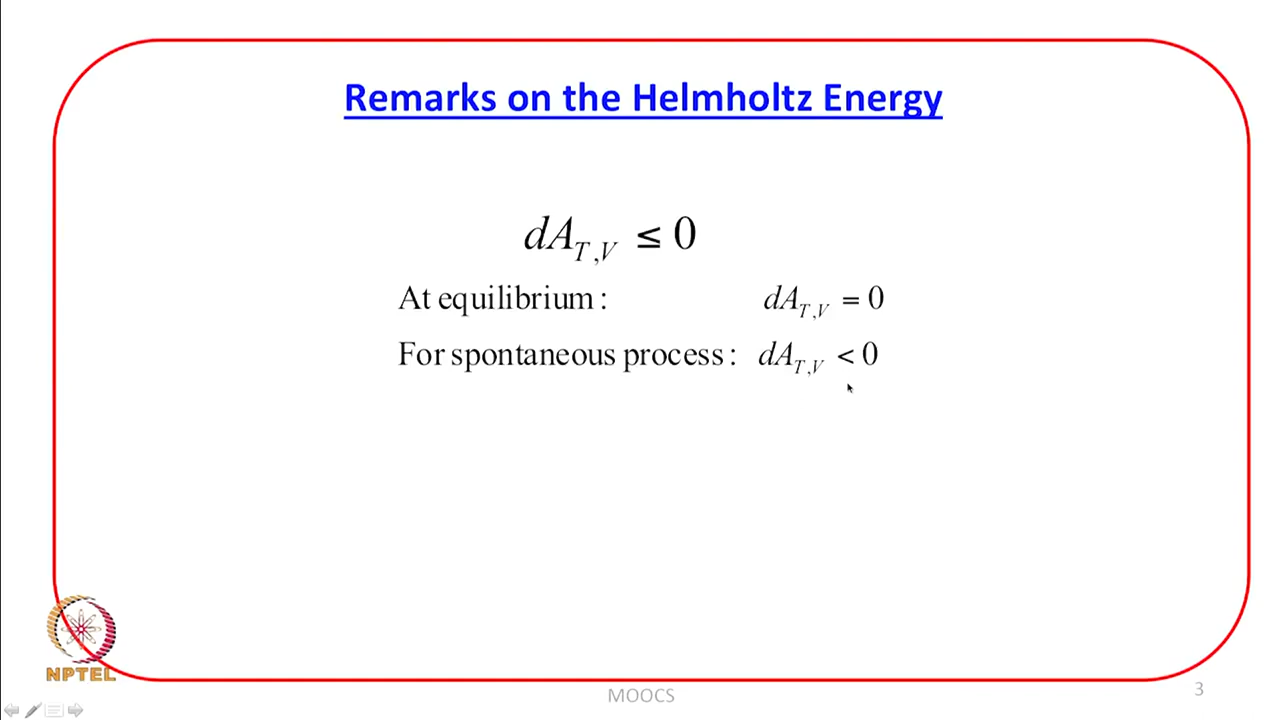 Remarks on the Helmholtz Energy
dA_{T,V} ≤ 0
At equilibrium : dA_{T,V} = 0
For spontaneous process : dA_{T,V} < 0
NPTEL
MOOCS
3